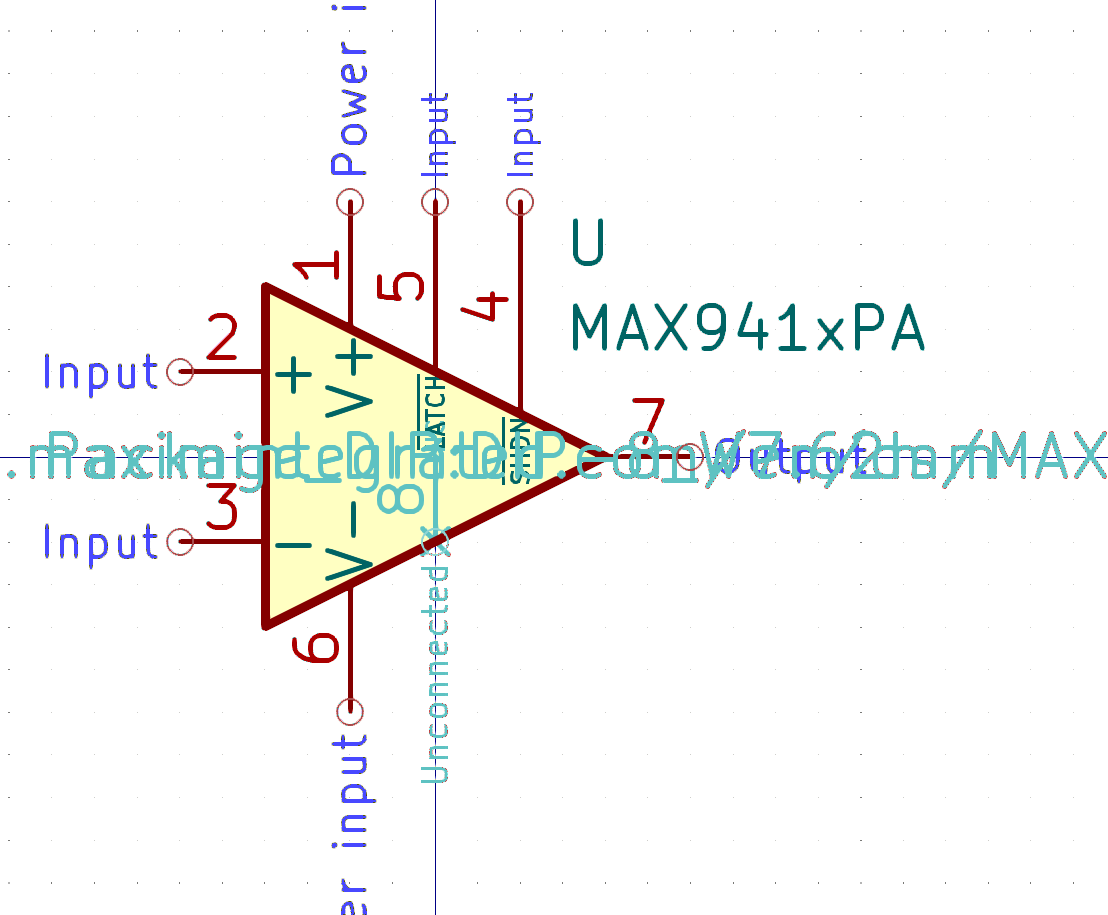 Power i
Input
Input
U
MAX941xPA
1
5
4
2
Input
+
V+
LATCH
SHDN
7
Output
8
3
Input
−
V−
Unconnected
6
er input